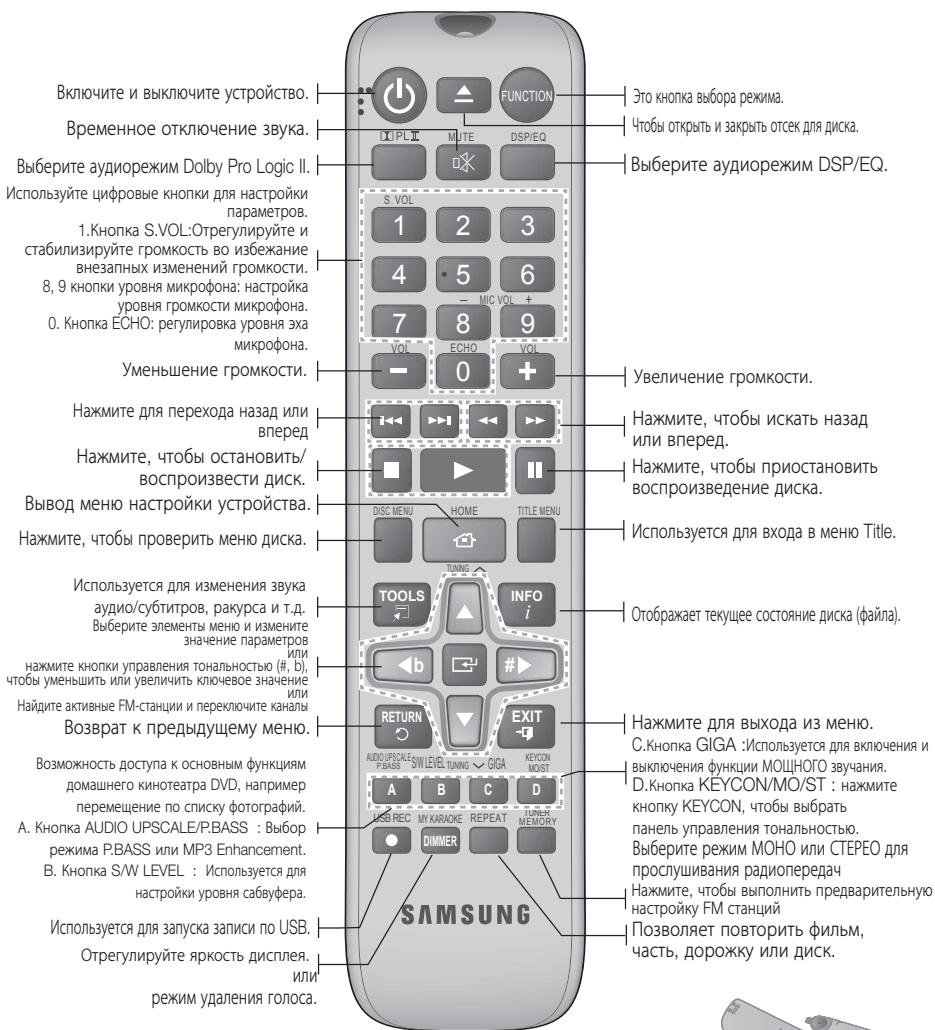 Включите и выключите устройство.
Временное отключение звука.
Выберите аудиорежим Dolby Pro Logic II.
Используйте цифровые кнопки для настройки
параметров.
1.Кнопка S.VOL:Отрегулируйте и
стабилизируйте громкость во избежание
внезапных изменений громкости.
8, 9 кнопки уровня микрофона: настройка
уровня громкости микрофона.
0. Кнопка ECHO: регулировка уровня эха
микрофона.
Уменьшение громкости.
Нажмите для перехода назад или
вперед
Нажмите, чтобы остановить/
воспроизвести диск.
Вывод меню настройки устройства.
Нажмите, чтобы проверить меню диска.
Используется для изменения звука
аудио/субтитров, ракурса и т.д.
Выберите элементы меню и измените
значение параметров
или
нажмите кнопки управления тональностью (#, b),
чтобы уменьшить или увеличить ключевое значение
или
Найдите активные FM-станции и переключите каналы
Возврат к предыдущему меню.
Возможность доступа к основным функциям
домашнего кинотеатра DVD, например
перемещение по списку фотографий.
A. Кнопка AUDIO UPSCALE/P.BASS : Выбор
режима P.BASS или MP3 Enhancement.
B. Кнопка S/W LEVEL : Используется для
настройки уровня сабвуфера.
Используется для запуска записи по USB.
Отрегулируйте яркость дисплея.
или
режим удаления голоса.
FUNCTION
PL II MUTE DSP/EQ
S.VOL
1 2 3
4 5 6
− MIC VOL +
7 8 9
VOL ECHO VOL
− 0 +
DISC MENU HOME TITLE MENU
TUNING
TOOLS INFO
i
b #
RETURN EXIT
AUDIO UPSCALE P.BASS S/W LEVEL TUNING GIGA KEYCON MO/ST
A B C D
USB REC MY KARAOKE REPEAT TUNER MEMORY
DIMMER
SAMSUNG
Это кнопка выбора режима.
Чтобы открыть и закрыть отсек для диска.
Выберите аудиорежим DSP/EQ.
Увеличение громкости.
Нажмите, чтобы искать назад
или вперед.
Нажмите, чтобы приостановить
воспроизведение диска.
Используется для входа в меню Title.
Отображает текущее состояние диска (файла).
Нажмите для выхода из меню.
C.Кнопка GIGA :Используется для включения и
выключения функции МОЩНОГО звучания.
D.Кнопка KEYCON/MO/ST : нажмите
кнопку KEYCON, чтобы выбрать
панель управления тональностью.
Выберите режим МОНО или СТЕРЕО для
прослушивания радиопередач
Нажмите, чтобы выполнить предварительную
настройку FM станций
Позволяет повторить фильм,
часть, дорожку или диск.